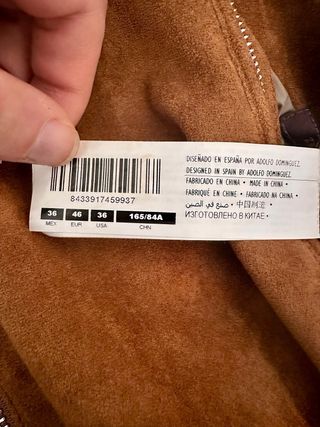 8433917459937
36 46 36 165/84A
MEX EUR USA CHN
DISEÑADO EN ESPAÑA POR ADOLFO DOMINGUEZ.
DESIGNED IN SPAIN BY ADOLFO DOMINGUEZ.
FABRICADO EN CHINA • MADE IN CHINA •
FABRIQUÉ EN CHINE • FABRICADO NA CHINA •
صنع في الصين • 中国制造 •
ИЗГОТОВЛЕНО В КИТАЕ •